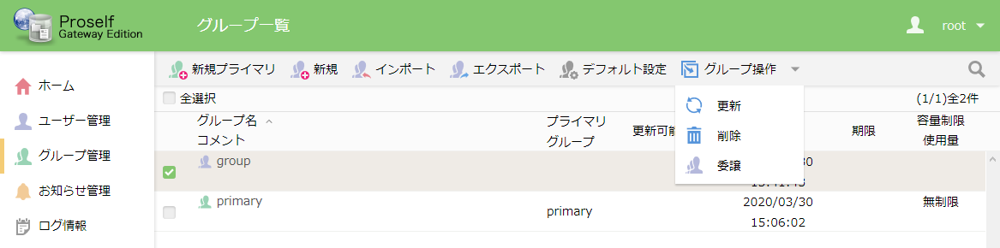 Proself
Gateway Edition
グループ一覧
root
新規プライマリ 新規 インポート エクスポート デフォルト設定 グループ操作
ホーム
ユーザー管理
グループ管理
お知らせ管理
ログ情報
全選択 (1/1)全2件
グループ名 プライマリ 更新可能 期限 容量制限
コメント グループ 使用量
更新
削除
委譲
group 30
primary primary 2020/03/30 無制限
15:06:02